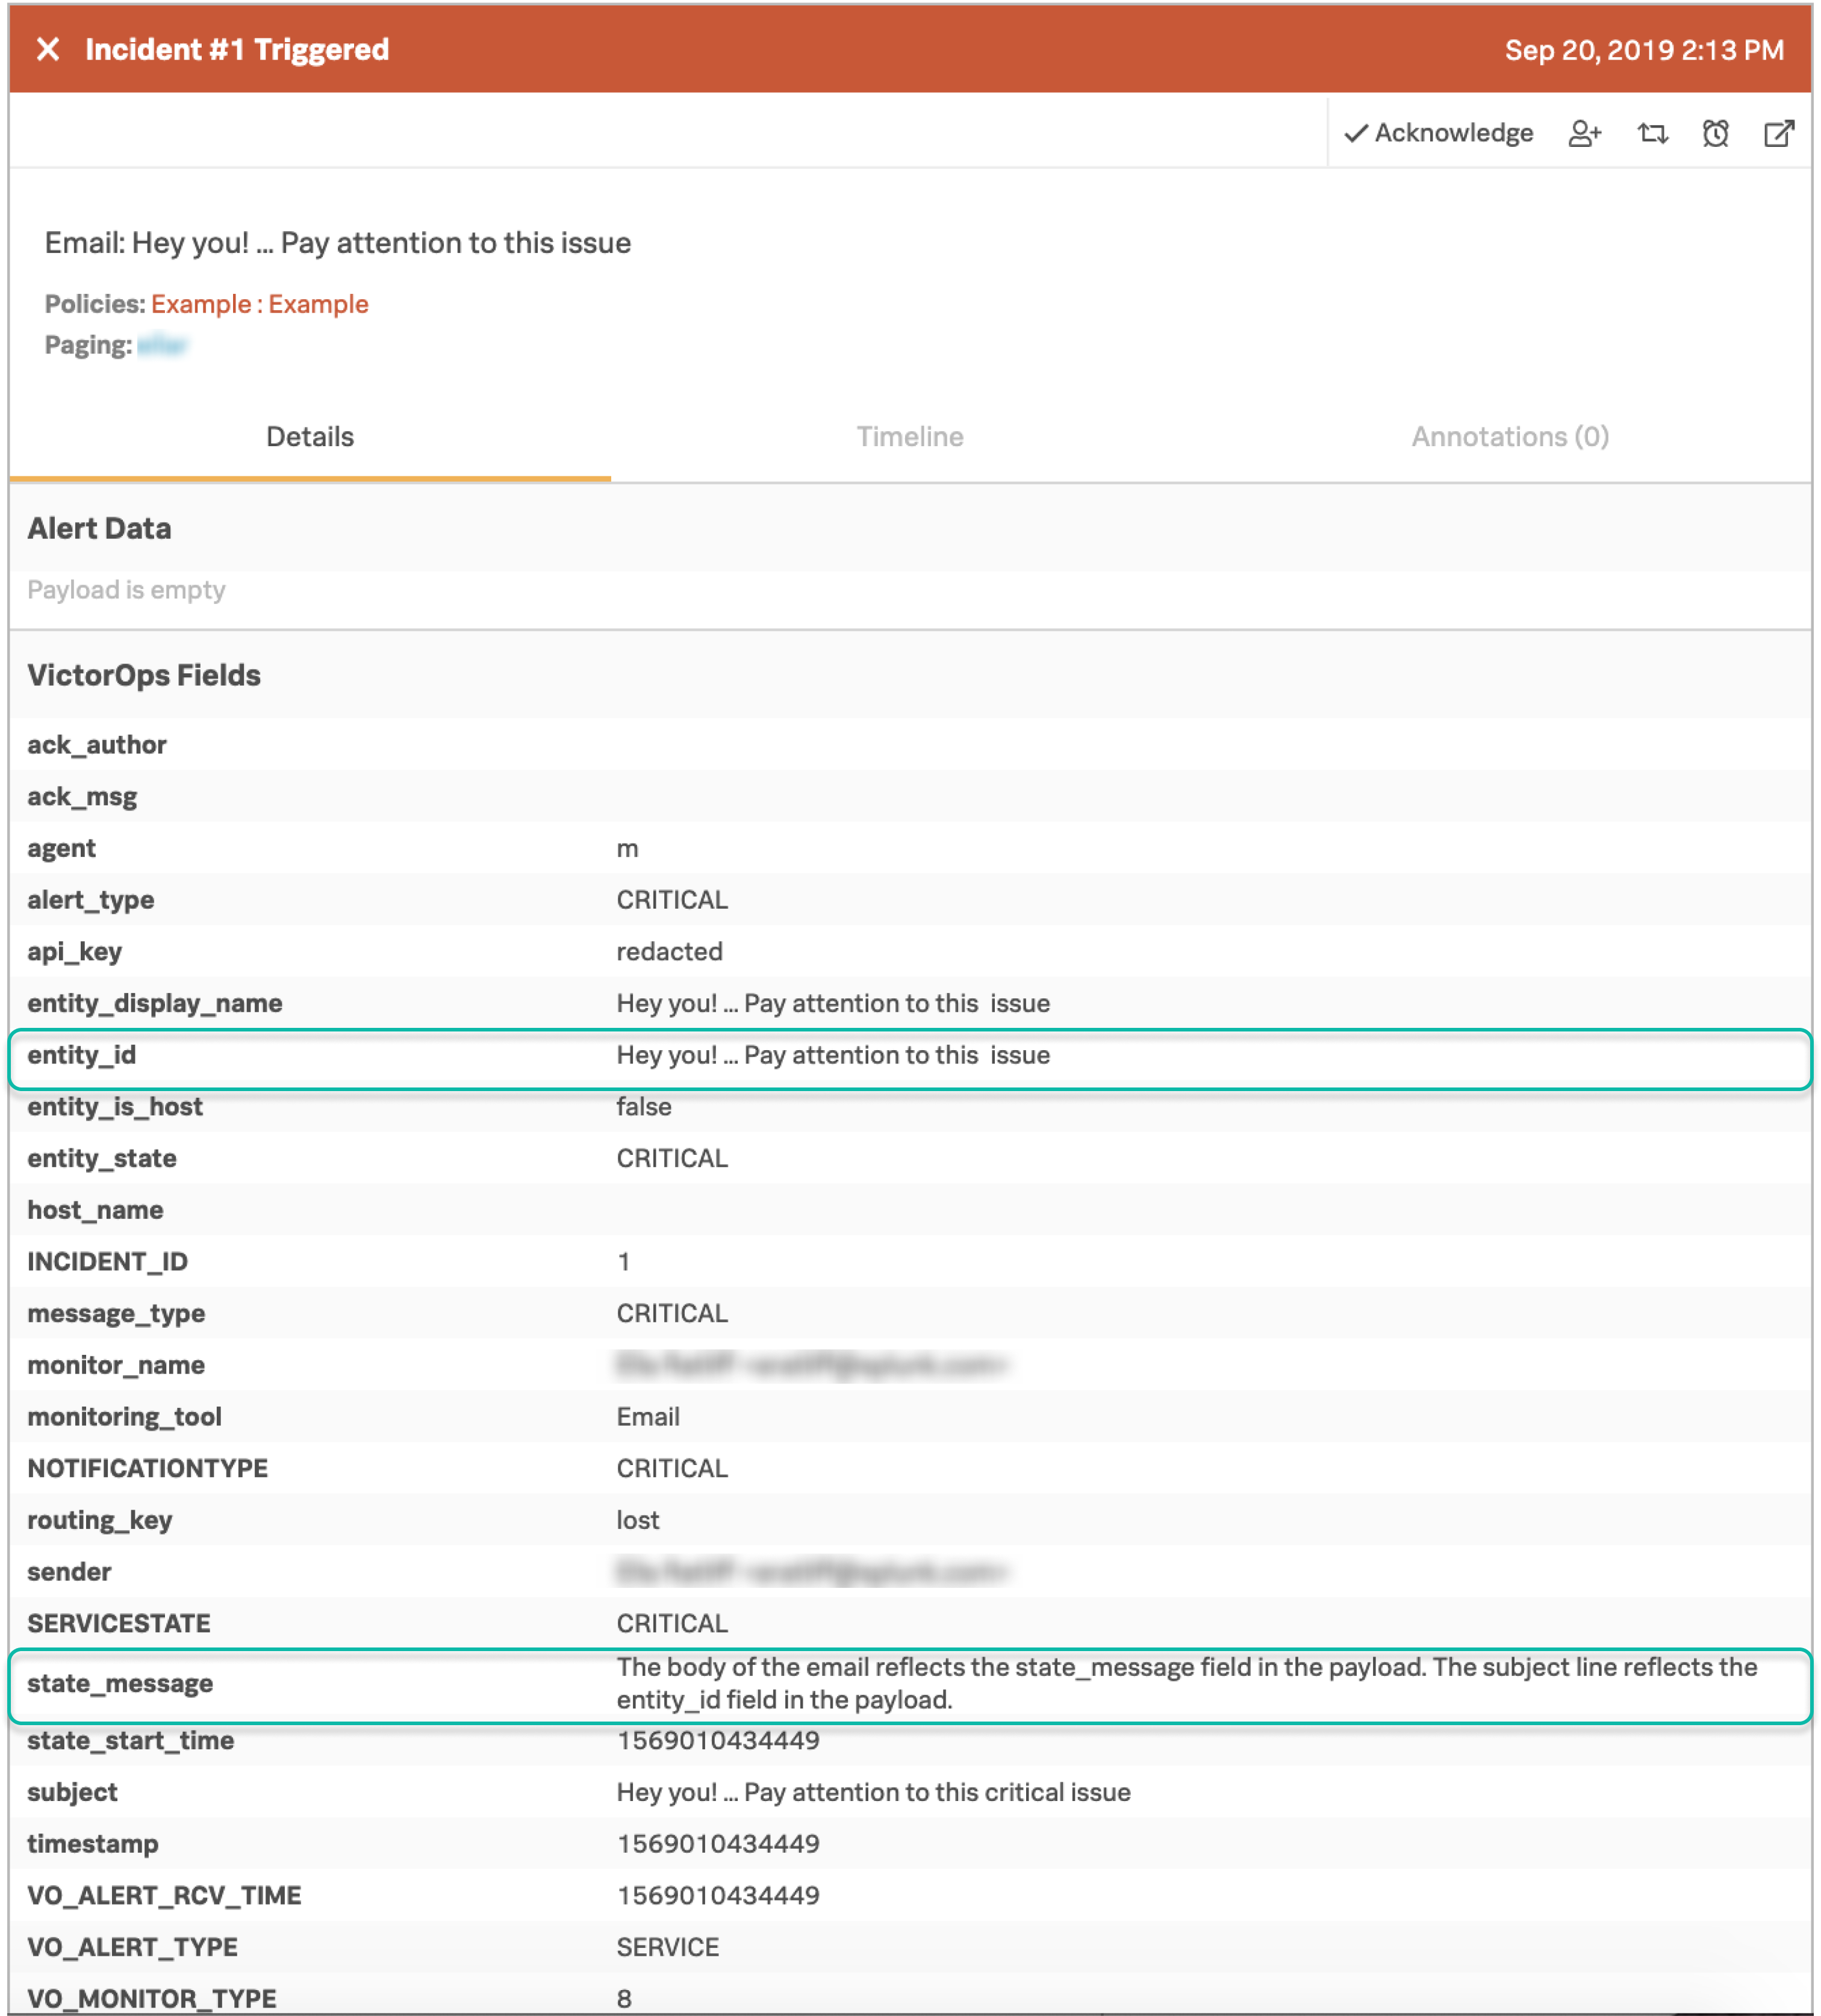 Incident #1 Triggered
Sep 20, 2019 2:13 PM
Acknowledge
Email: Hey you! ... Pay attention to this issue
Policies: Example : Example
Paging:
Details
Timeline
Annotations (0)
Alert Data
Payload is empty
VictorOps Fields
ack_author
ack_msg
agent m
alert_type CRITICAL
api_key redacted
entity_display_name Hey you! ... Pay attention to this  issue
entity_id Hey you! ... Pay attention to this  issue
entity_is_host false
entity_state CRITICAL
host_name
INCIDENT_ID 1
message_type CRITICAL
monitor_name
monitoring_tool Email
NOTIFICATIONTYPE CRITICAL
routing_key lost
sender
SERVICESTATE CRITICAL
state_message The body of the email reflects the state_message field in the payload. The subject line reflects the
entity_id field in the payload.
state_start_time 1569010434449
subject Hey you! ... Pay attention to this critical issue
timestamp 1569010434449
VO_ALERT_RCV_TIME 1569010434449
VO_ALERT_TYPE SERVICE
VO_MONITOR_TYPE 8